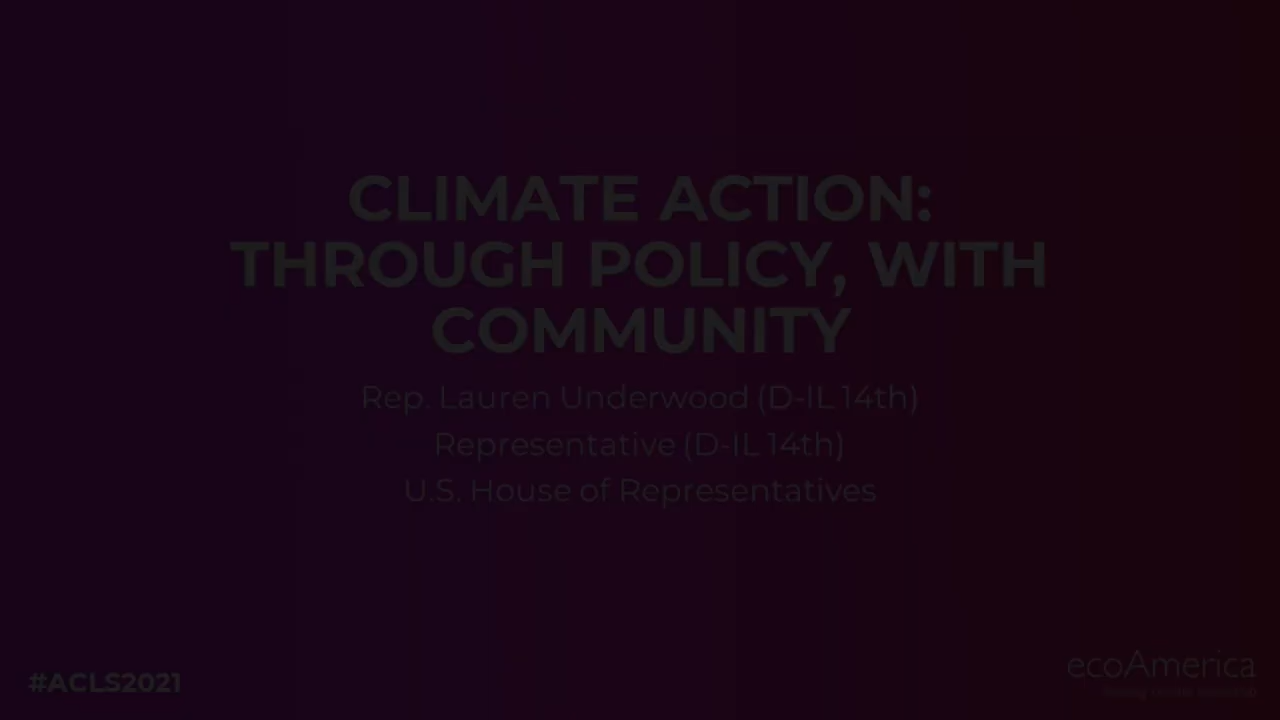 CLIMATE ACTION:
THROUGH POLICY, WITH
COMMUNITY
Rep. Lauren Underwood (D-IL 14th)
Representative (D-IL 14th)
U.S. House of Representatives
#ACLS2021
ecoAmerica